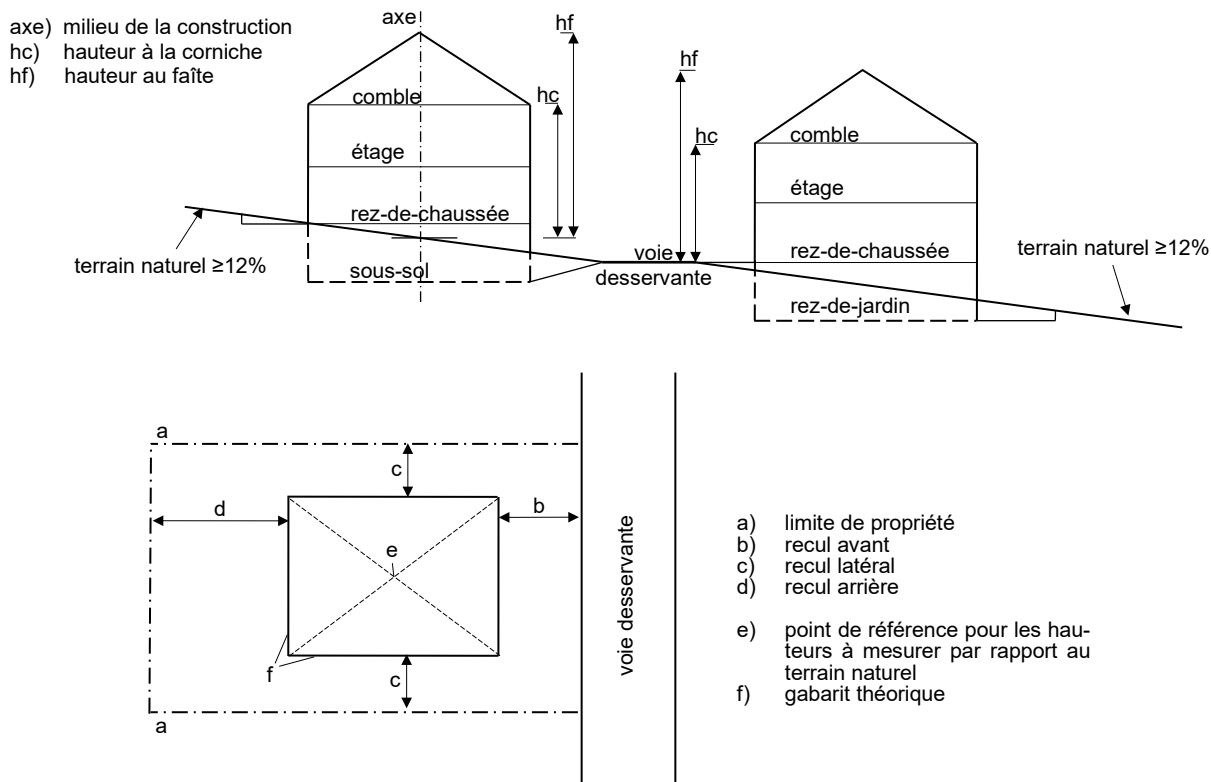 axe) milieu de la construction
hc) hauteur à la corniche
hf) hauteur au faîte
axe
hf
hc
comble
étage
rez-de-chaussée
sous-sol
terrain naturel ≥12%
hf
hc
voie
desservante
comble
étage
rez-de-chaussée
rez-de-jardin
terrain naturel ≥12%
a
c
d
b
e
f
c
a
voie desservante
a) limite de propriété
b) recul avant
c) recul latéral
d) recul arrière
e) point de référence pour les hau-
teurs à mesurer par rapport au
terrain naturel
f) gabarit théorique